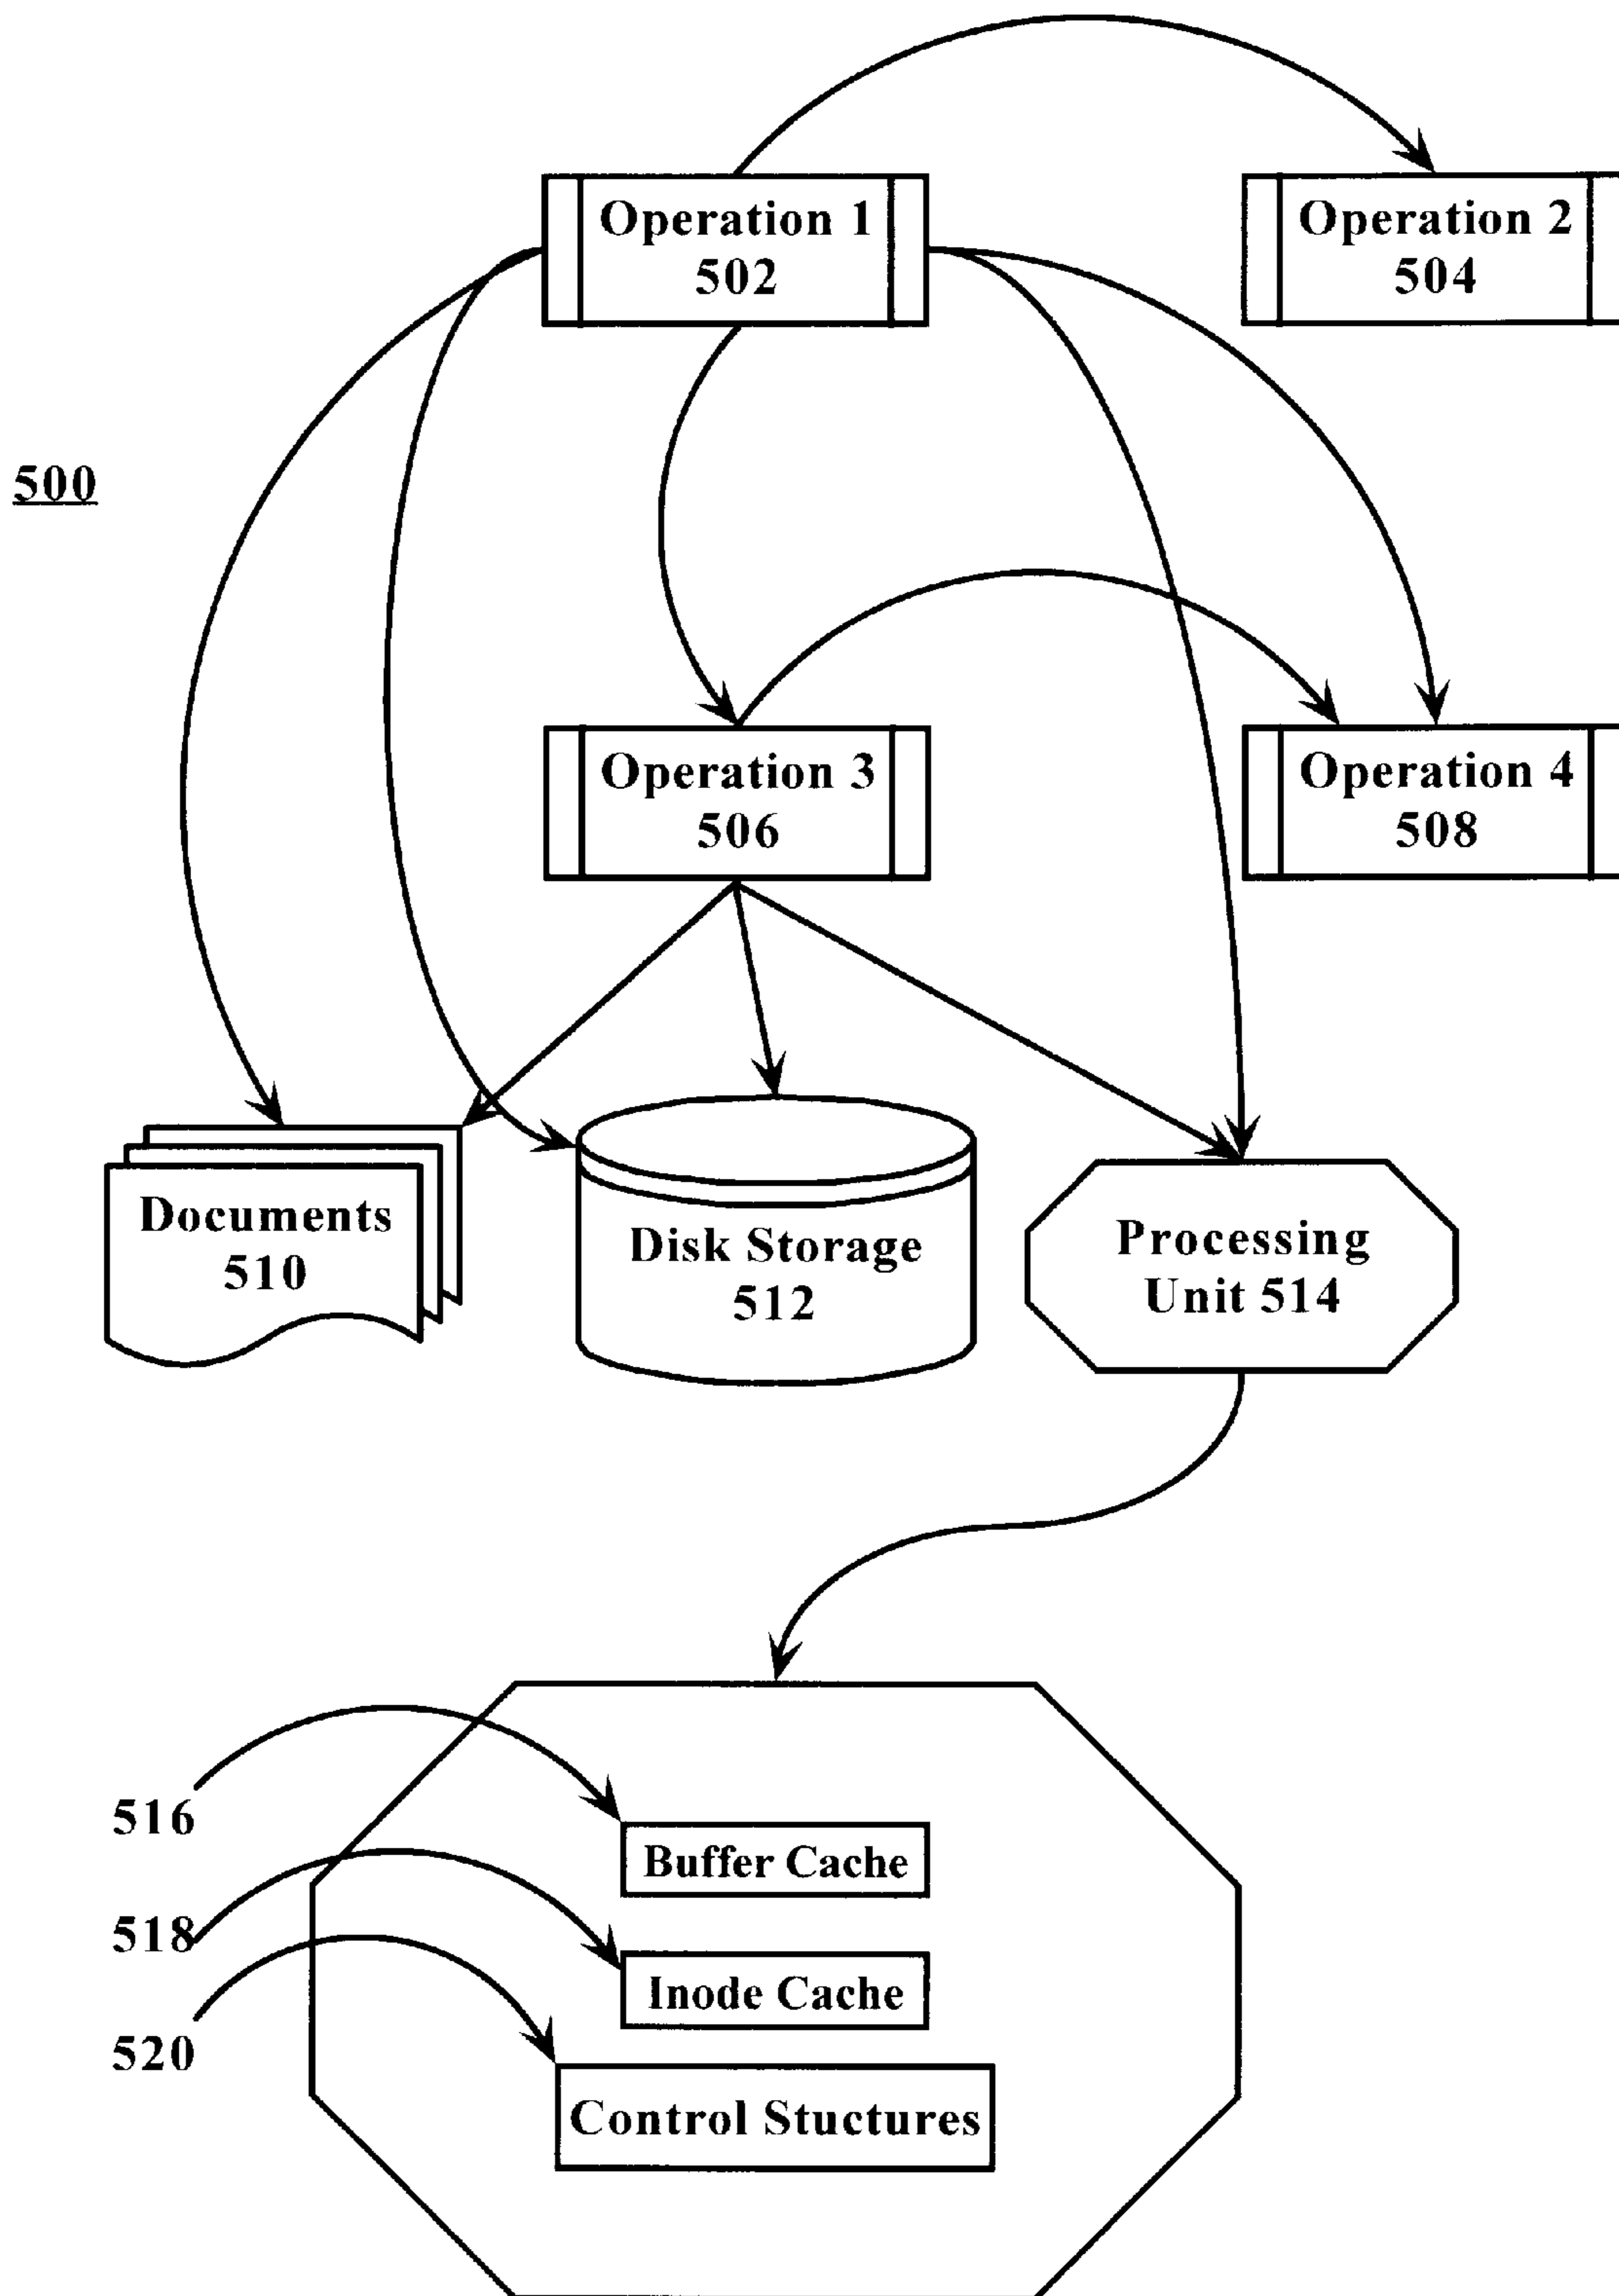 Operation 1
502
Operation 2
504
500
Operation 3
506
Operation 4
508
Documents
510
Disk Storage
512
Processing
Unit 514
516
Buffer Cache
518
Inode Cache
520
Control Stuctures